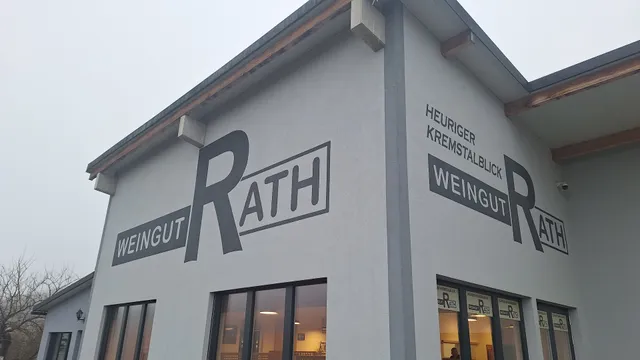 WEINGUT RATH
HEURIGER
KREMSTALBLICK
WEINGUT RATH